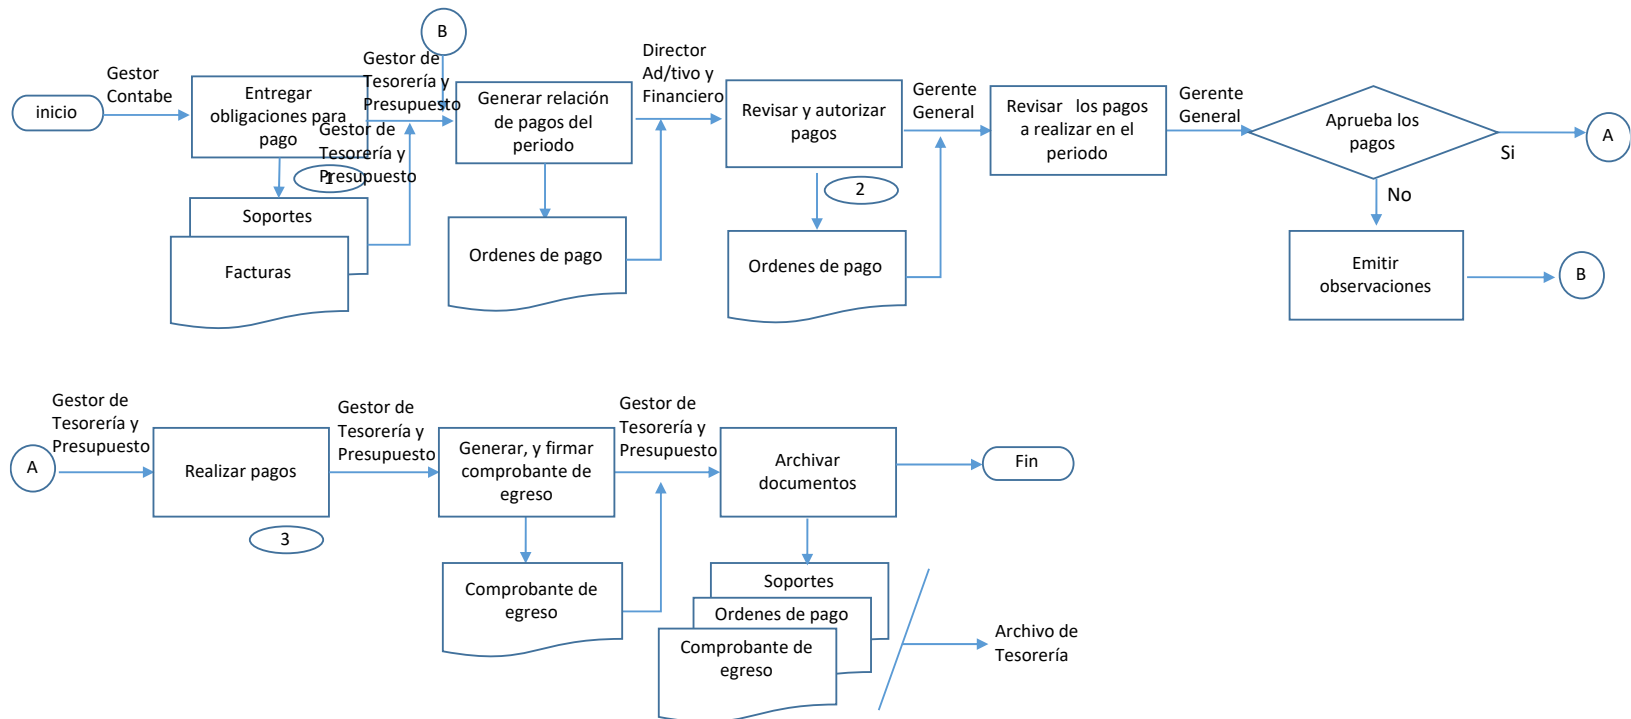 B
Gestor
Contabe
Gestor de
Tesorería y
Presupuesto
Director
Ad/tivo y
Financiero
Gerente
General
Gerente
General
inicio
Entregar
obligaciones para
pago
Gestor de
Tesorería y
Presupuesto
Generar relación
de pagos del
periodo
Revisar y autorizar
pagos
Revisar los pagos
a realizar en el
periodo
Aprueba los
pagos
Si
A
1
2
No
Soportes
Facturas
Ordenes de pago
Ordenes de pago
Emitir
observaciones
B
Gestor de
Tesorería y
Presupuesto
Gestor de
Tesorería y
Presupuesto
Gestor de
Tesorería y
Presupuesto
A
Realizar pagos
Generar, y firmar
comprobante de
egreso
Archivar
documentos
Fin
3
Comprobante de
egreso
Soportes
Ordenes de pago
Comprobante de
egreso
Archivo de
Tesorería